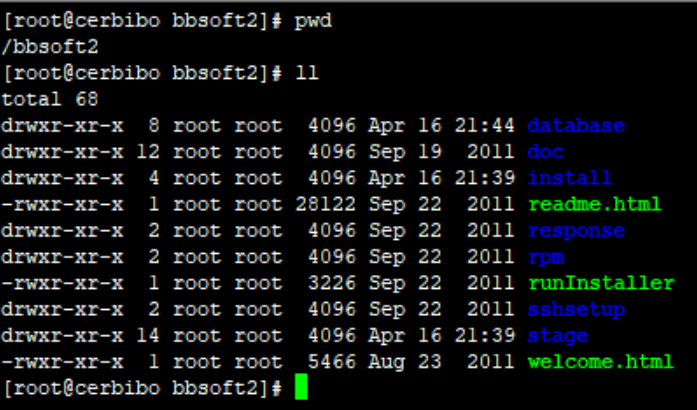 [root@cerbibo bbsoft2]# pwd
/bbsoft2
[root@cerbibo bbsoft2]# ll
total 68
drwxr-xr-x  8 root root  4096 Apr 16 21:44 database
drwxr-xr-x 12 root root  4096 Sep 19  2011 doc
drwxr-xr-x  4 root root  4096 Apr 16 21:39 install
-rwxr-xr-x  1 root root 28122 Sep 22  2011 readme.html
drwxr-xr-x  2 root root  4096 Sep 22  2011 response
drwxr-xr-x  2 root root  4096 Sep 22  2011 rpm
-rwxr-xr-x  1 root root  3226 Sep 22  2011 runInstaller
drwxr-xr-x  2 root root  4096 Sep 22  2011 sshsetup
drwxr-xr-x 14 root root  4096 Apr 16 21:39 stage
-rwxr-xr-x  1 root root  5466 Aug 23  2011 welcome.html
[root@cerbibo bbsoft2]#